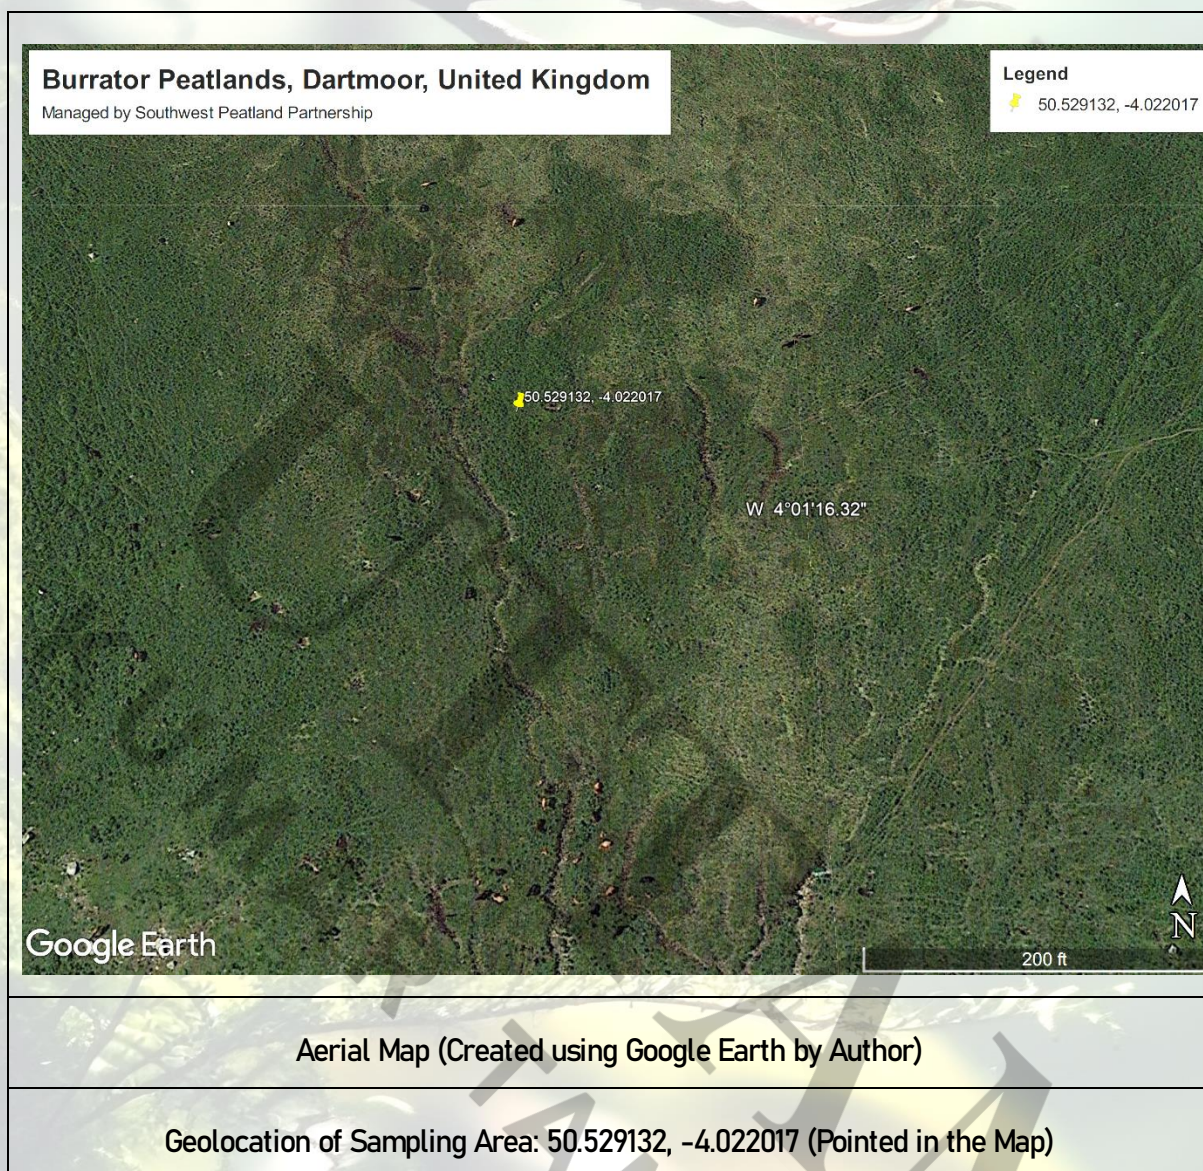 Burrator Peatlands, Dartmoor, United Kingdom
Managed by Southwest Peatland Partnership
Legend
50.529132, -4.022017
50.529132, -4.022017
W 4°01'16.32"
N
Google Earth
200 ft
Aerial Map (Created using Google Earth by Author)
Geolocation of Sampling Area: 50.529132, -4.022017 (Pointed in the Map)